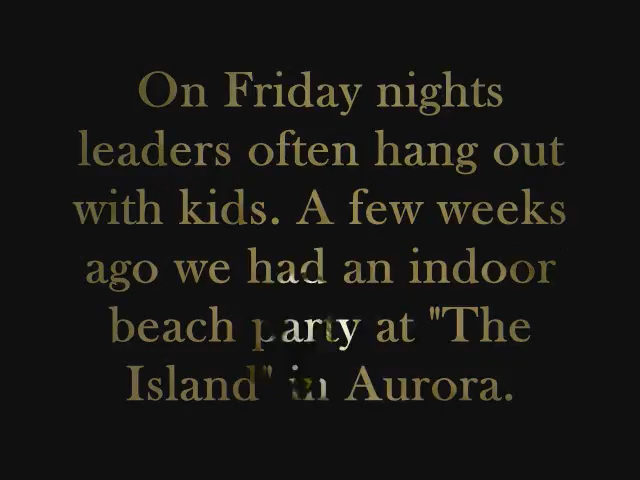 On Friday nights
leaders often hang out
with kids. A few weeks
ago we had an indoor
beach party at "The
Island" in Aurora.